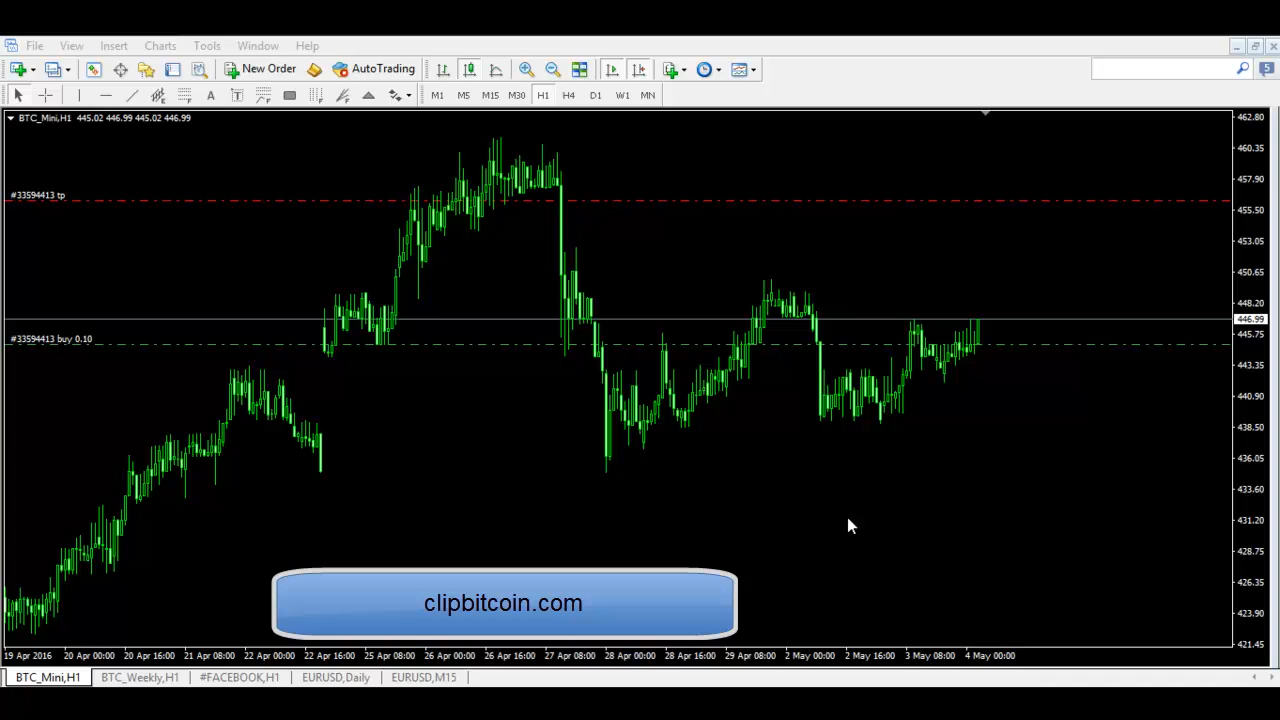 File View Insert Charts Tools Window Help
New Order AutoTrading 5
A T M1 M5 M15 M30 H1 H4 D1 W1 MN
BTC_Mini,H1 445.02 446.99 445.02 446.99
#33594413 tp
#33594413 buy 0.10
462.80
460.35
457.90
455.50
453.05
450.65
448.20
446.99
445.75
443.35
440.90
438.50
436.05
433.60
431.20
428.75
426.35
423.90
421.45
clipbitcoin.com
19 Apr 2016 20 Apr 00:00 20 Apr 16:00 21 Apr 08:00 22 Apr 00:00 22 Apr 16:00 25 Apr 08:00 26 Apr 00:00 26 Apr 16:00 27 Apr 08:00 28 Apr 00:00 28 Apr 16:00 29 Apr 08:00 2 May 00:00 2 May 16:00 3 May 08:00 4 May 00:00
BTC_Mini,H1 BTC_Weekly,H1 #FACEBOOK,H1 EURUSD,Daily EURUSD,M15